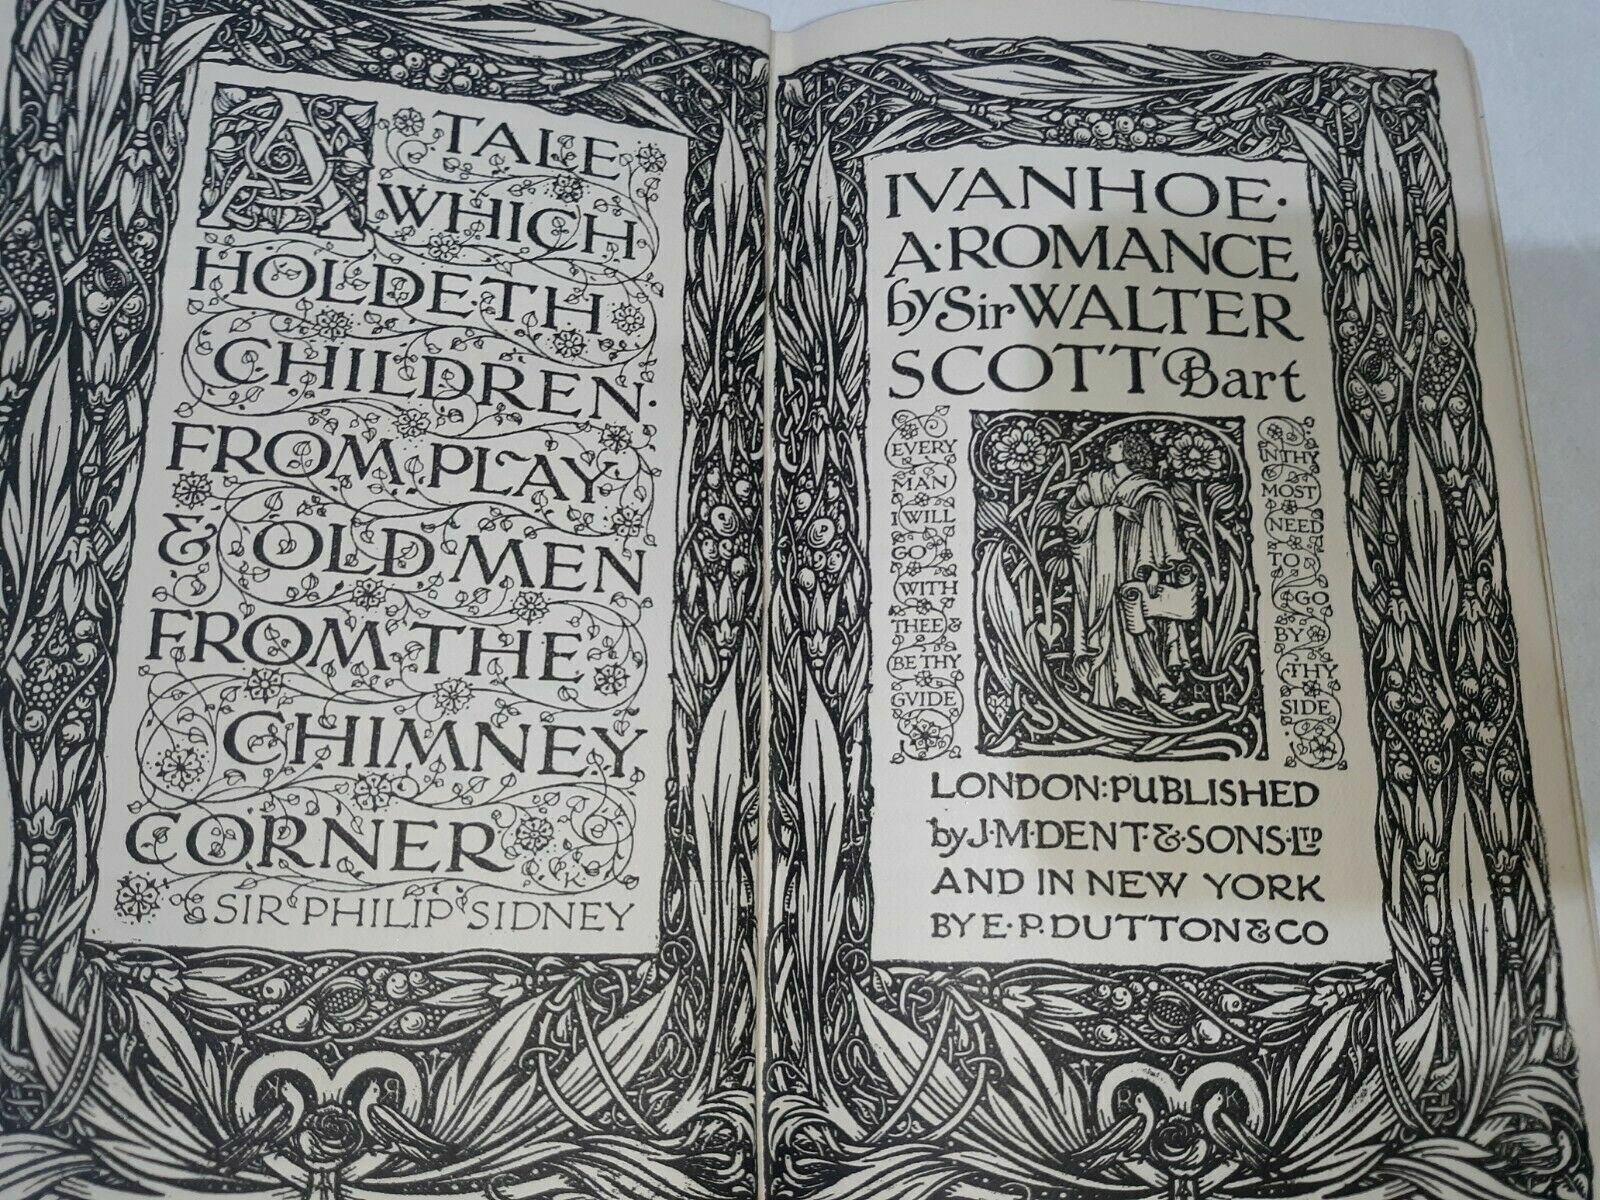 A TALE
WHICH
HOLDETH
CHILDREN·
FROM·PLAY
& OLD MEN
FROM THE
CHIMNEY
CORNER
SIR PHILIP SIDNEY
K
K R
IVANHOE·
A·ROMANCE
by Sir WALTER
SCOTT Bart
EVERY
MAN
I WILL
GO
WITH
THEE &
BE THY
GVIDE
R K
IN THY
MOST
NEED
TO
GO
BY
THY
SIDE
LONDON:PUBLISHED
by J·M·DENT·&·SONS·LTD
AND IN NEW YORK
BY E·P·DUTTON & CO
R K